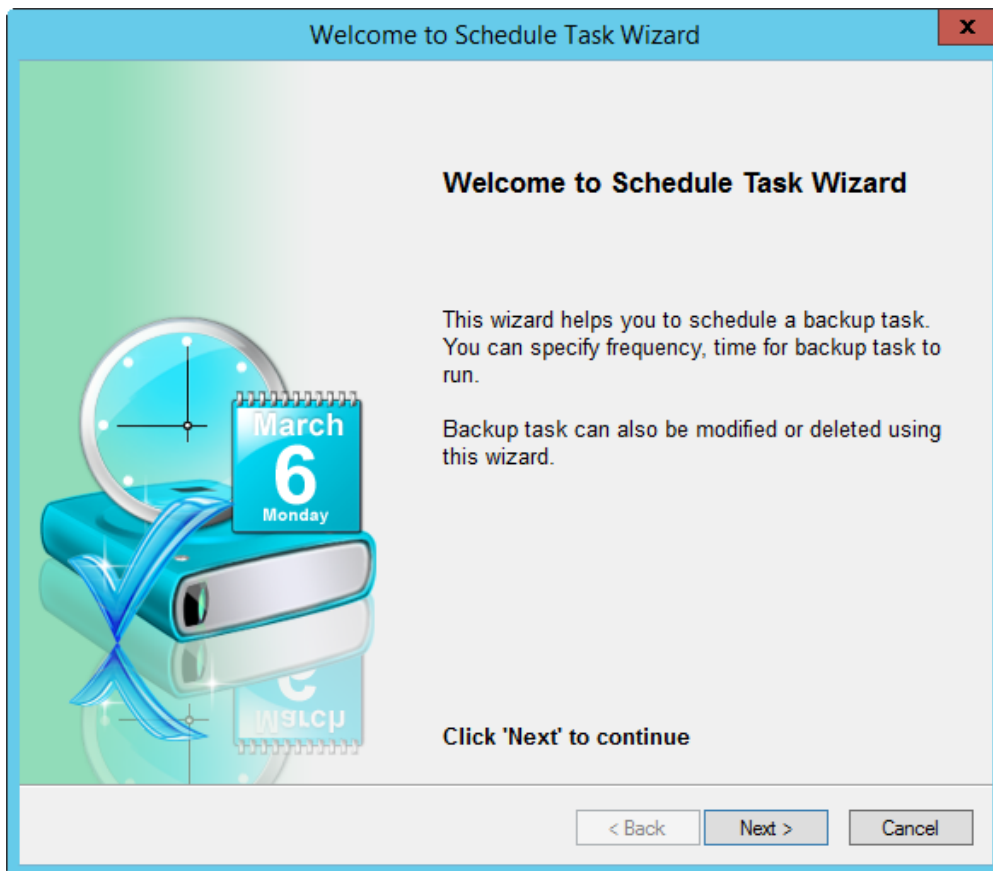 Welcome to Schedule Task Wizard
x
Welcome to Schedule Task Wizard
This wizard helps you to schedule a backup task.
You can specify frequency, time for backup task to
run.
Backup task can also be modified or deleted using
this wizard.
March
6
Monday
March
Click 'Next' to continue
< Back Next > Cancel